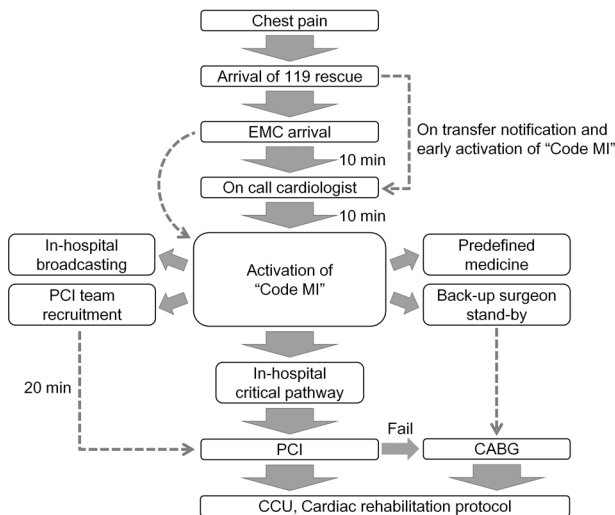 Chest pain
Arrival of 119 rescue
EMC arrival
On transfer notification and
early activation of “Code MI”
10 min
On call cardiologist
10 min
In-hospital
broadcasting
Activation of
“Code MI”
Predefined
medicine
PCI team
recruitment
Back-up surgeon
stand-by
20 min
In-hospital
critical pathway
PCI
Fail
CABG
CCU, Cardiac rehabilitation protocol